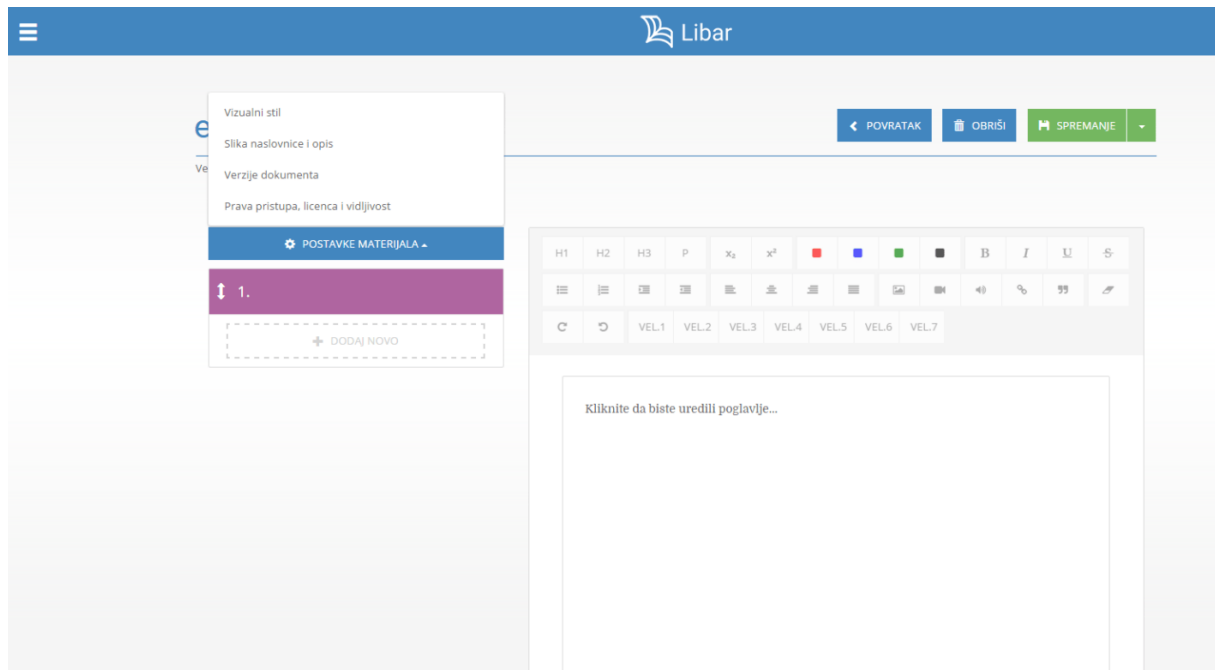 Libar
Vizualni stil
Slika naslovnice i opis
Verzije dokumenta
Prava pristupa, licenca i vidljivost
POVRATAK
OBRIŠI
SPREMANJE
POSTAVKE MATERIJALA
1.
DODAJ NOVO
H1 H2 H3 P x₂ x² B I U S
VEL.1 VEL.2 VEL.3 VEL.4 VEL.5 VEL.6 VEL.7
Kliknite da biste uredili poglavlje...